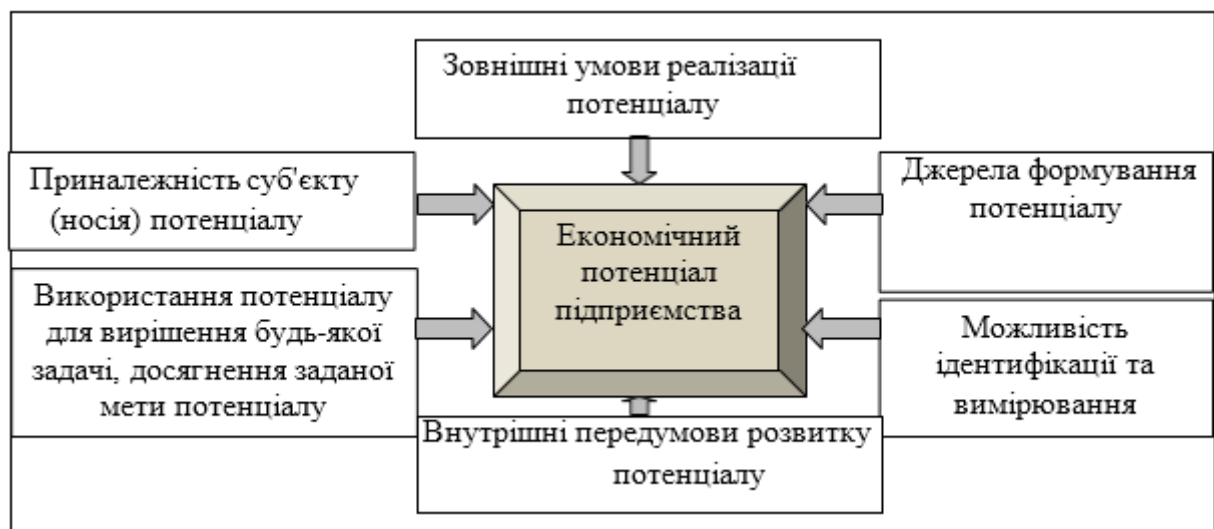 Зовнішні умови реалізації
потенціалу
Приналежність суб'єкту
(носія) потенціалу
Джерела формування
потенціалу
Економічний
потенціал
підприємства
Використання потенціалу
для вирішення будь-якої
задачі, досягнення заданої
мети потенціалу
Можливість
ідентифікації та
вимірювання
Внутрішні передумови розвитку
потенціалу